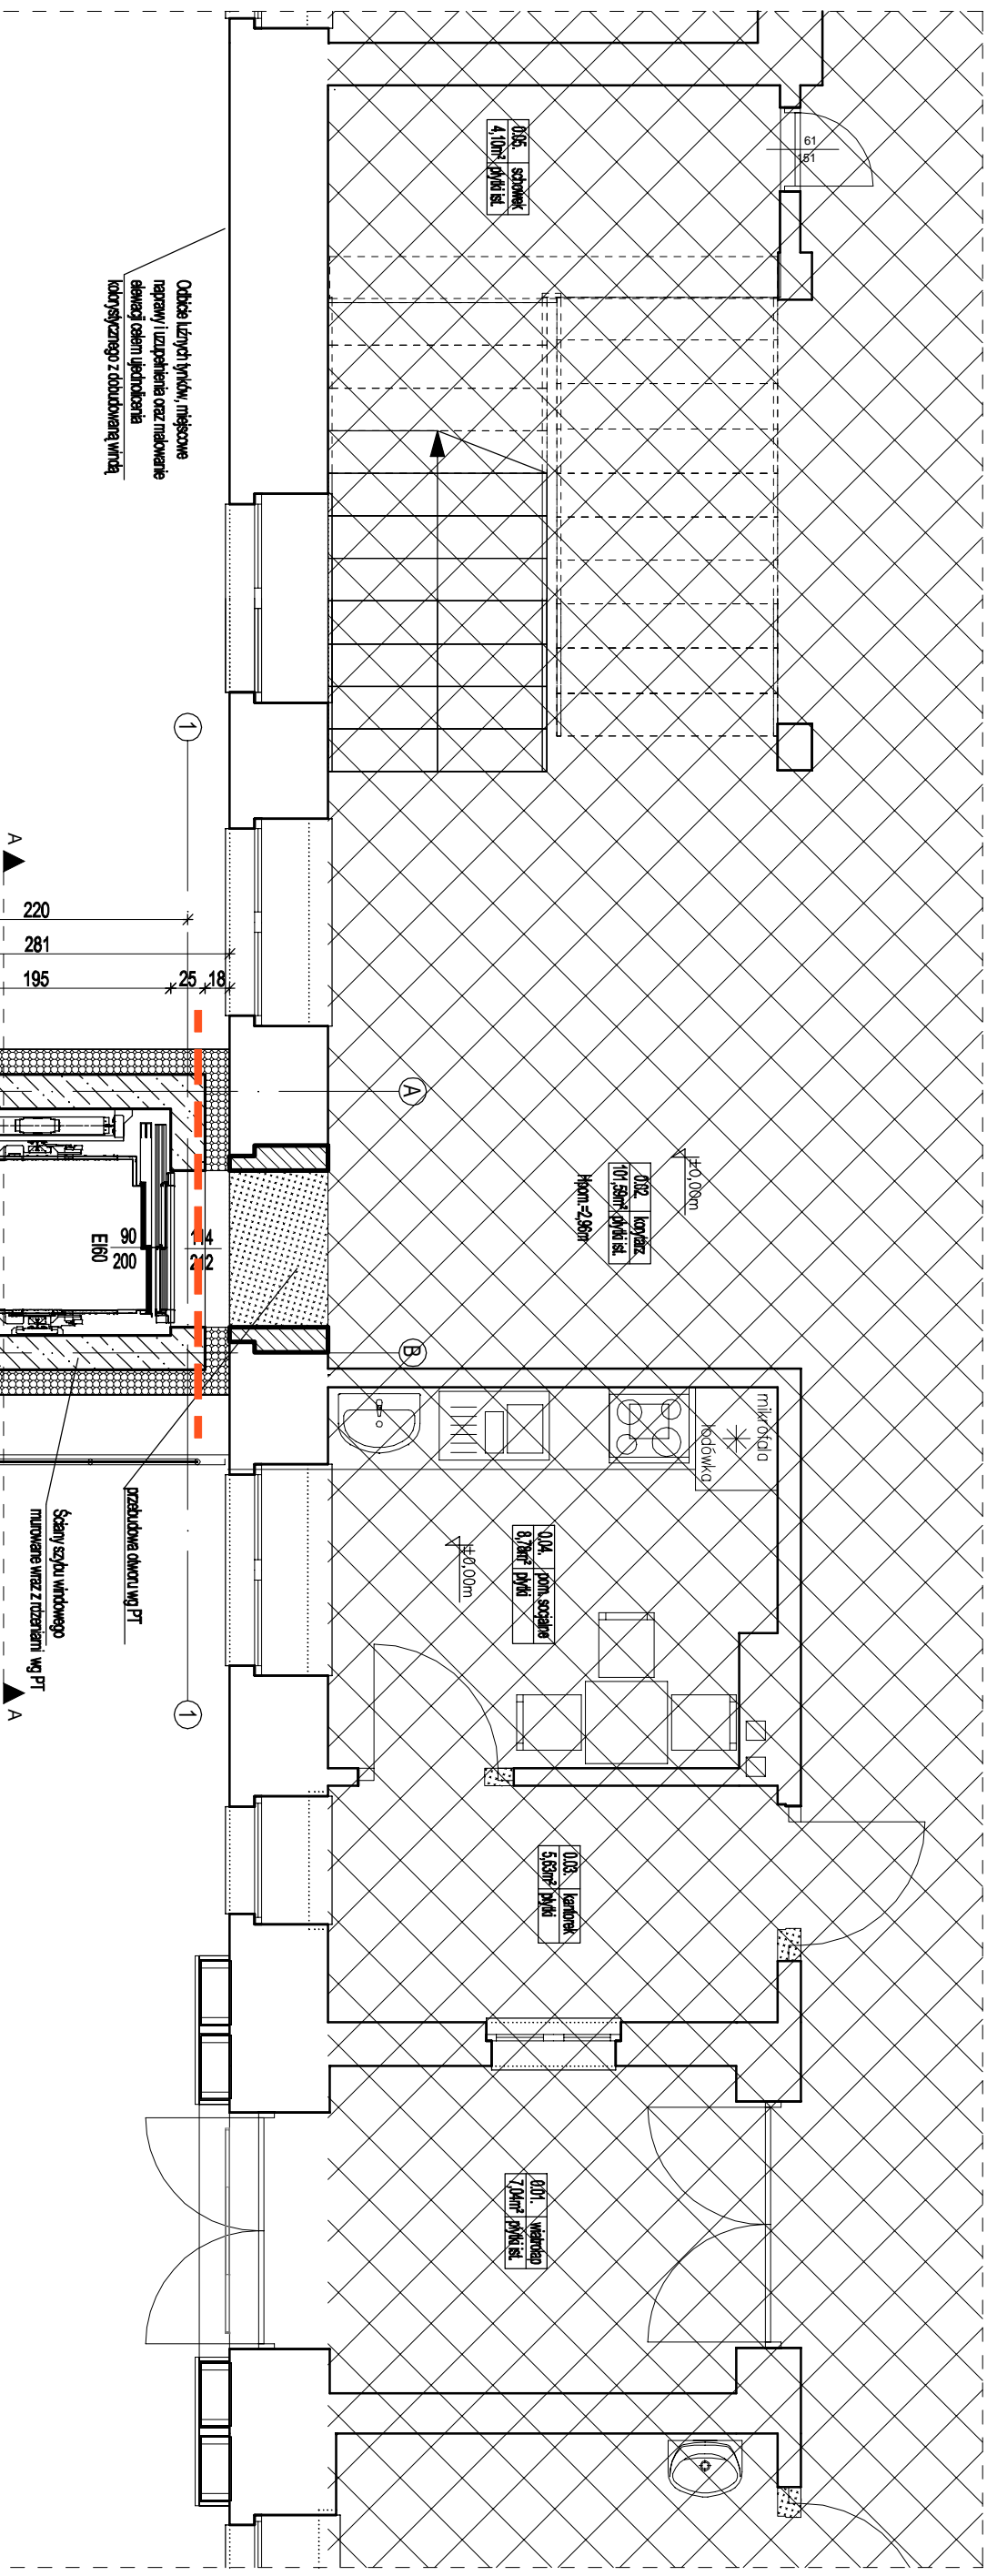 61
151
0.05. schowek
4,10m² płytki ist.
Odbicie luźnych tynków, miejscowe
naprawy i uzupełnienia oraz malowanie
elewacji celem ujednolicenia
kolorystycznego z dobudowaną windą
1
A
220
281
195
25
18
A
±0,00m
0.02. korytarz
101,59m² płytki ist.
Hpom.=2,96m
90
200
EI60
114
212
B
mikrofala
lodówka
0.04. pom. socjalne
8,78m² płytki
±0,00m
przebudowa otworu wg PT
Ściany szybu windowego
murowane wraz z rdzeniami wg PT
1
A
0.03. kantorek
5,63m² płytki
0.01. wiatrołap
7,04m² płytki ist.